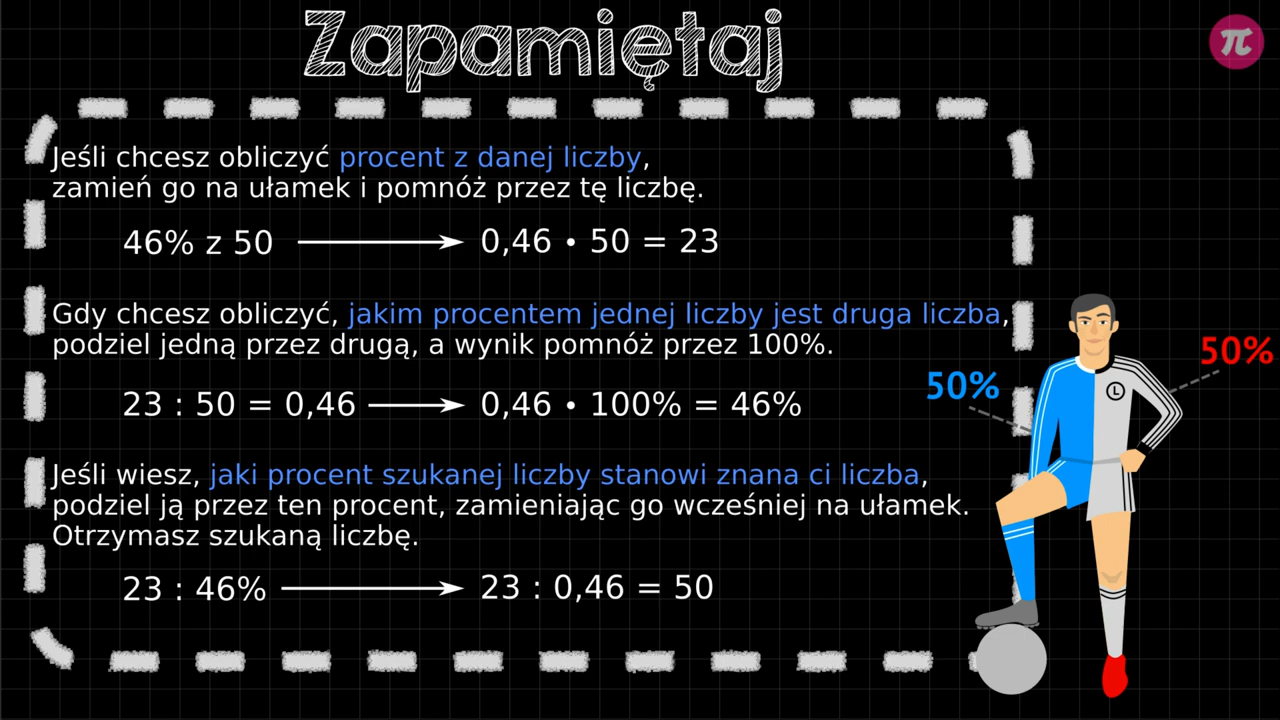 Zapamiętaj
π
Jeśli chcesz obliczyć procent z danej liczby,
zamień go na ułamek i pomnóż przez tę liczbę.
46% z 50 → 0,46 • 50 = 23
Gdy chcesz obliczyć, jakim procentem jednej liczby jest druga liczba,
podziel jedną przez drugą, a wynik pomnóż przez 100%.
50%
50%
L
23 : 50 = 0,46 → 0,46 • 100% = 46%
Jeśli wiesz, jaki procent szukanej liczby stanowi znana ci liczba,
podziel ją przez ten procent, zamieniając go wcześniej na ułamek.
Otrzymasz szukaną liczbę.
23 : 46% → 23 : 0,46 = 50